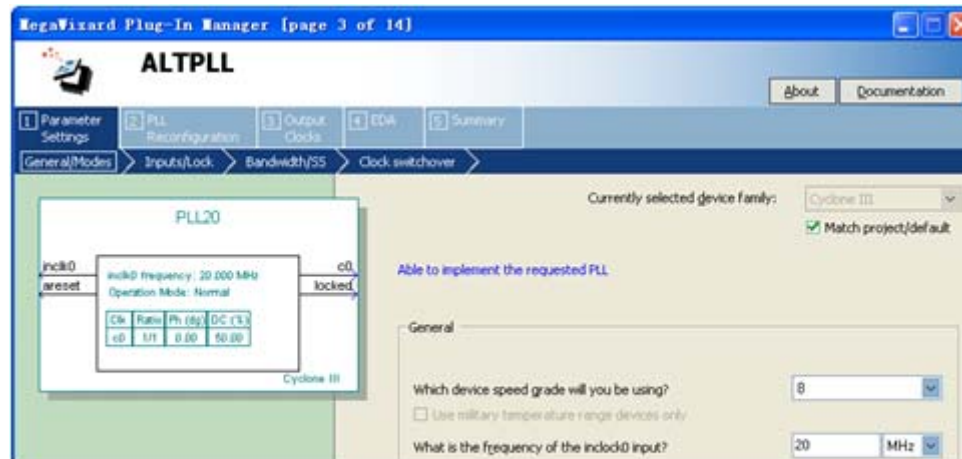 MegaWizard Plug-In Manager [page 3 of 14]
ALTPLL
About Documentation
1 Parameter Settings 2 PLL Reconfiguration 3 Output Clocks 4 EDA 5 Summary
General/Modes Inputs/Lock Bandwidth/SS Clock switchover
Currently selected device family: Cyclone III
Match project/default
PLL20
inclk0 c0
areset locked
inclk0 frequency: 20.000 MHz
Operation Mode: Normal
Clk Ratio Ph (dg) DC (%)
c0 1/1 0.00 50.00
Cyclone III
Able to implement the requested PLL
General
Which device speed grade will you be using? 8
Use military temperature range devices only
What is the frequency of the inclock0 input? 20 MHz